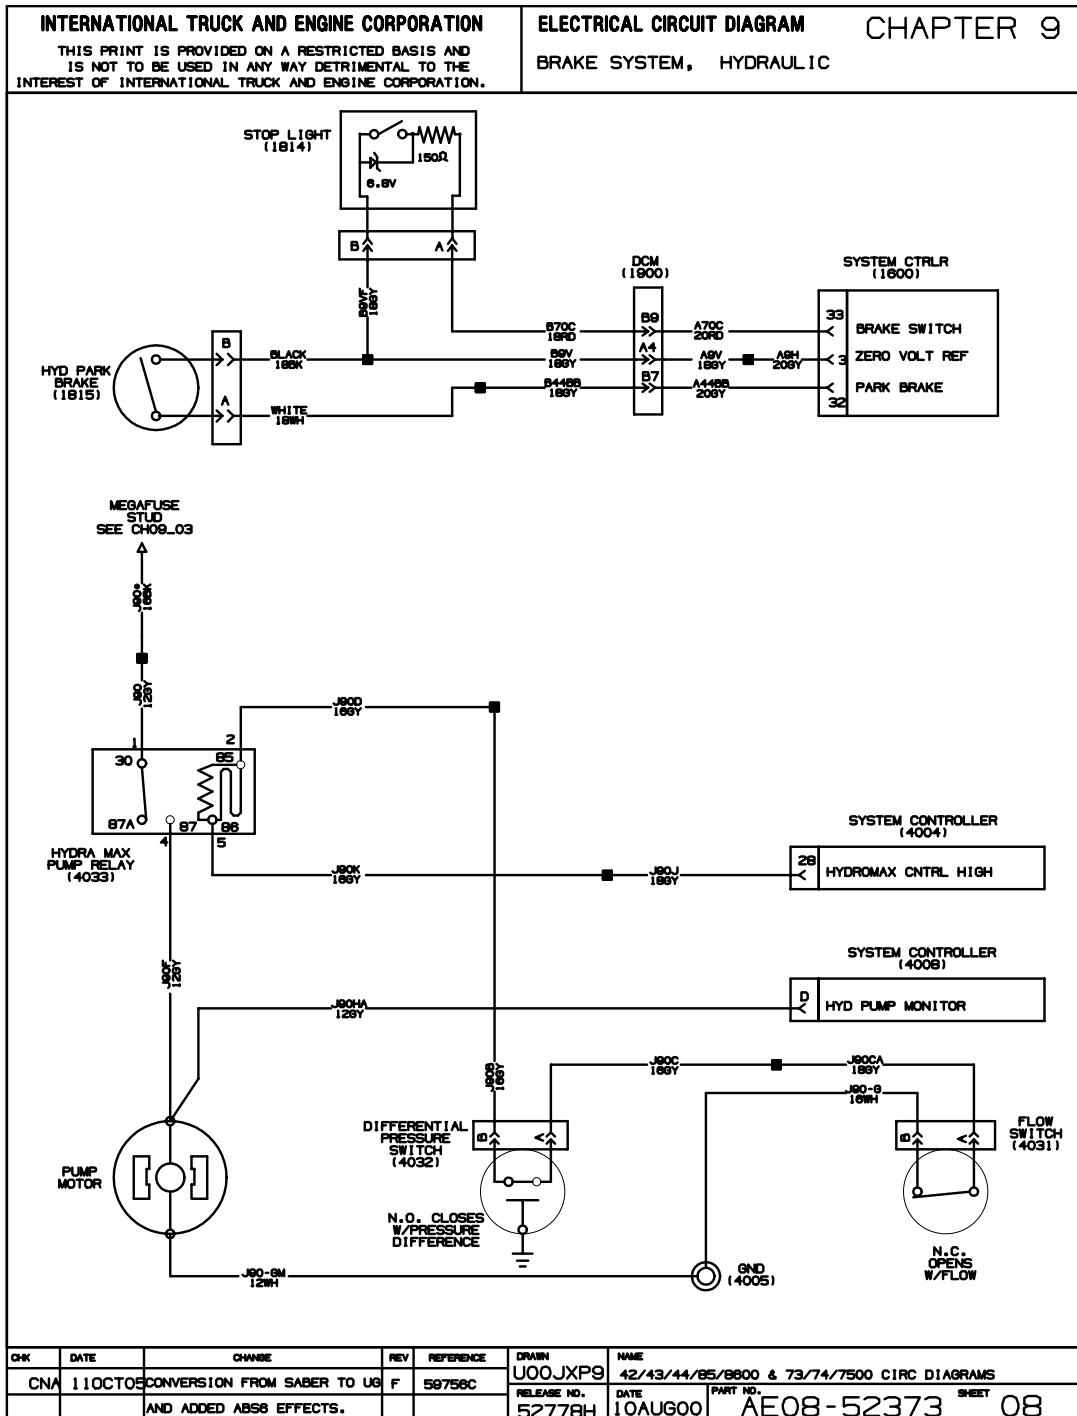 INTERNATIONAL TRUCK AND ENGINE CORPORATION
THIS PRINT IS PROVIDED ON A RESTRICTED BASIS AND
IS NOT TO BE USED IN ANY WAY DETRIMENTAL TO THE
INTEREST OF INTERNATIONAL TRUCK AND ENGINE CORPORATION.
ELECTRICAL CIRCUIT DIAGRAM
CHAPTER 9
BRAKE SYSTEM, HYDRAULIC
STOP LIGHT
(1814)
150Ω
6.8V
B
A
B9VF
18GY
DCM
(1900)
SYSTEM CTRLR
(1600)
B70C
18RD
B9
A70C
20RD
33
BRAKE SWITCH
HYD PARK
BRAKE
(1815)
B
BLACK
18BK
B9V
18GY
A4
A9V
18GY
A9H
20GY
3
ZERO VOLT REF
A
WHITE
18WH
B44BB
18GY
B7
A44BB
20GY
32
PARK BRAKE
MEGAFUSE
STUD
SEE CH09_03
J90*
16BK
J90
12GY
J90D
16GY
1
2
30
85
87A
87
86
4
5
HYDRA MAX
PUMP RELAY
(4033)
J90K
16GY
J90J
18GY
SYSTEM CONTROLLER
(4004)
28
HYDROMAX CNTRL HIGH
J90F
12GY
J90HA
12GY
SYSTEM CONTROLLER
(4008)
D
HYD PUMP MONITOR
J90B
16GY
J90C
16GY
J90CA
18GY
J90-G
16WH
DIFFERENTIAL
PRESSURE
SWITCH
(4032)
B
A
B
A
FLOW
SWITCH
(4031)
PUMP
MOTOR
N.O. CLOSES
W/PRESSURE
DIFFERENCE
N.C.
OPENS
W/FLOW
J90-GM
12WH
GND
(4005)
CHK
DATE
CHANGE
REV
REFERENCE
DRAWN
NAME
CNA
11OCT05
CONVERSION FROM SABER TO UG
F
59756C
U00JXP9
42/43/44/85/8600 & 73/74/7500 CIRC DIAGRAMS
AND ADDED ABS6 EFFECTS.
RELEASE NO.
DATE
PART NO.
SHEET
52778H
10AUG00
AE08-52373
08